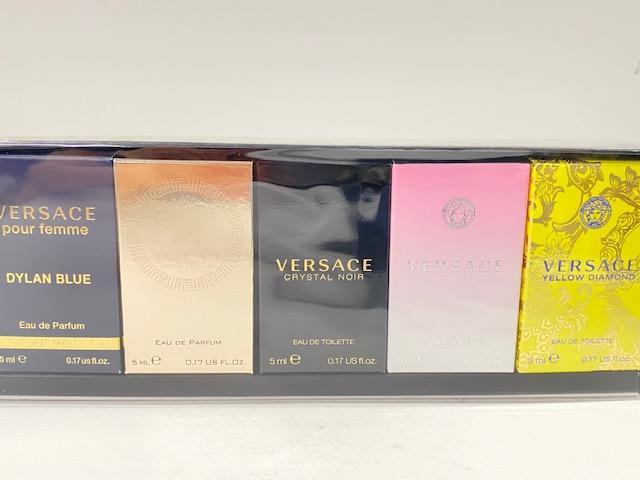 VERSACE
pour femme
DYLAN BLUE
Eau de Parfum
5 ml e 0.17 us fl.oz.
EAU DE PARFUM
5 ML e 0.17 US FL.OZ.
VERSACE
CRYSTAL NOIR
EAU DE TOILETTE
5 ml e 0.17 US fl.oz.
VERSACE
VERSACE
YELLOW DIAMOND
EAU DE TOILETTE
5 ml e 0.17 US fl.oz.